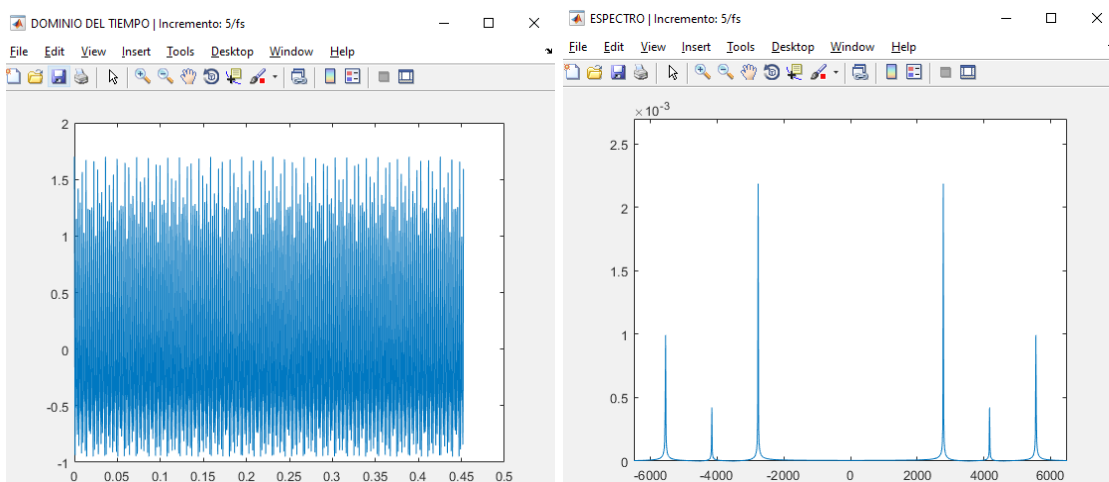 DOMINIO DEL TIEMPO | Incremento: 5/fs
File Edit View Insert Tools Desktop Window Help
2
1.5
1
0.5
0
-0.5
-1
0 0.05 0.1 0.15 0.2 0.25 0.3 0.35 0.4 0.45 0.5
ESPECTRO | Incremento: 5/fs
File Edit View Insert Tools Desktop Window Help
×10-3
2.5
2
1.5
1
0.5
0
-6000 -4000 -2000 0 2000 4000 6000